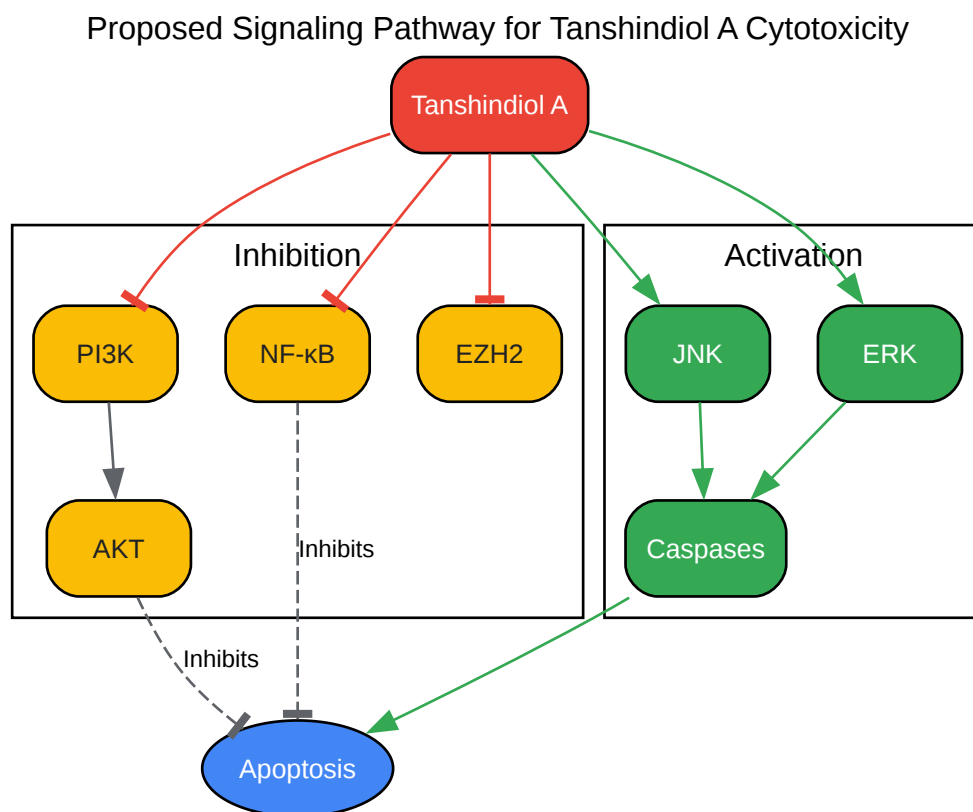 Proposed Signaling Pathway for Tanshindiol A Cytotoxicity
Tanshindiol A
Inhibition
Activation
PI3K
NF-κB
EZH2
JNK
ERK
AKT
Inhibits
Caspases
Inhibits
Apoptosis